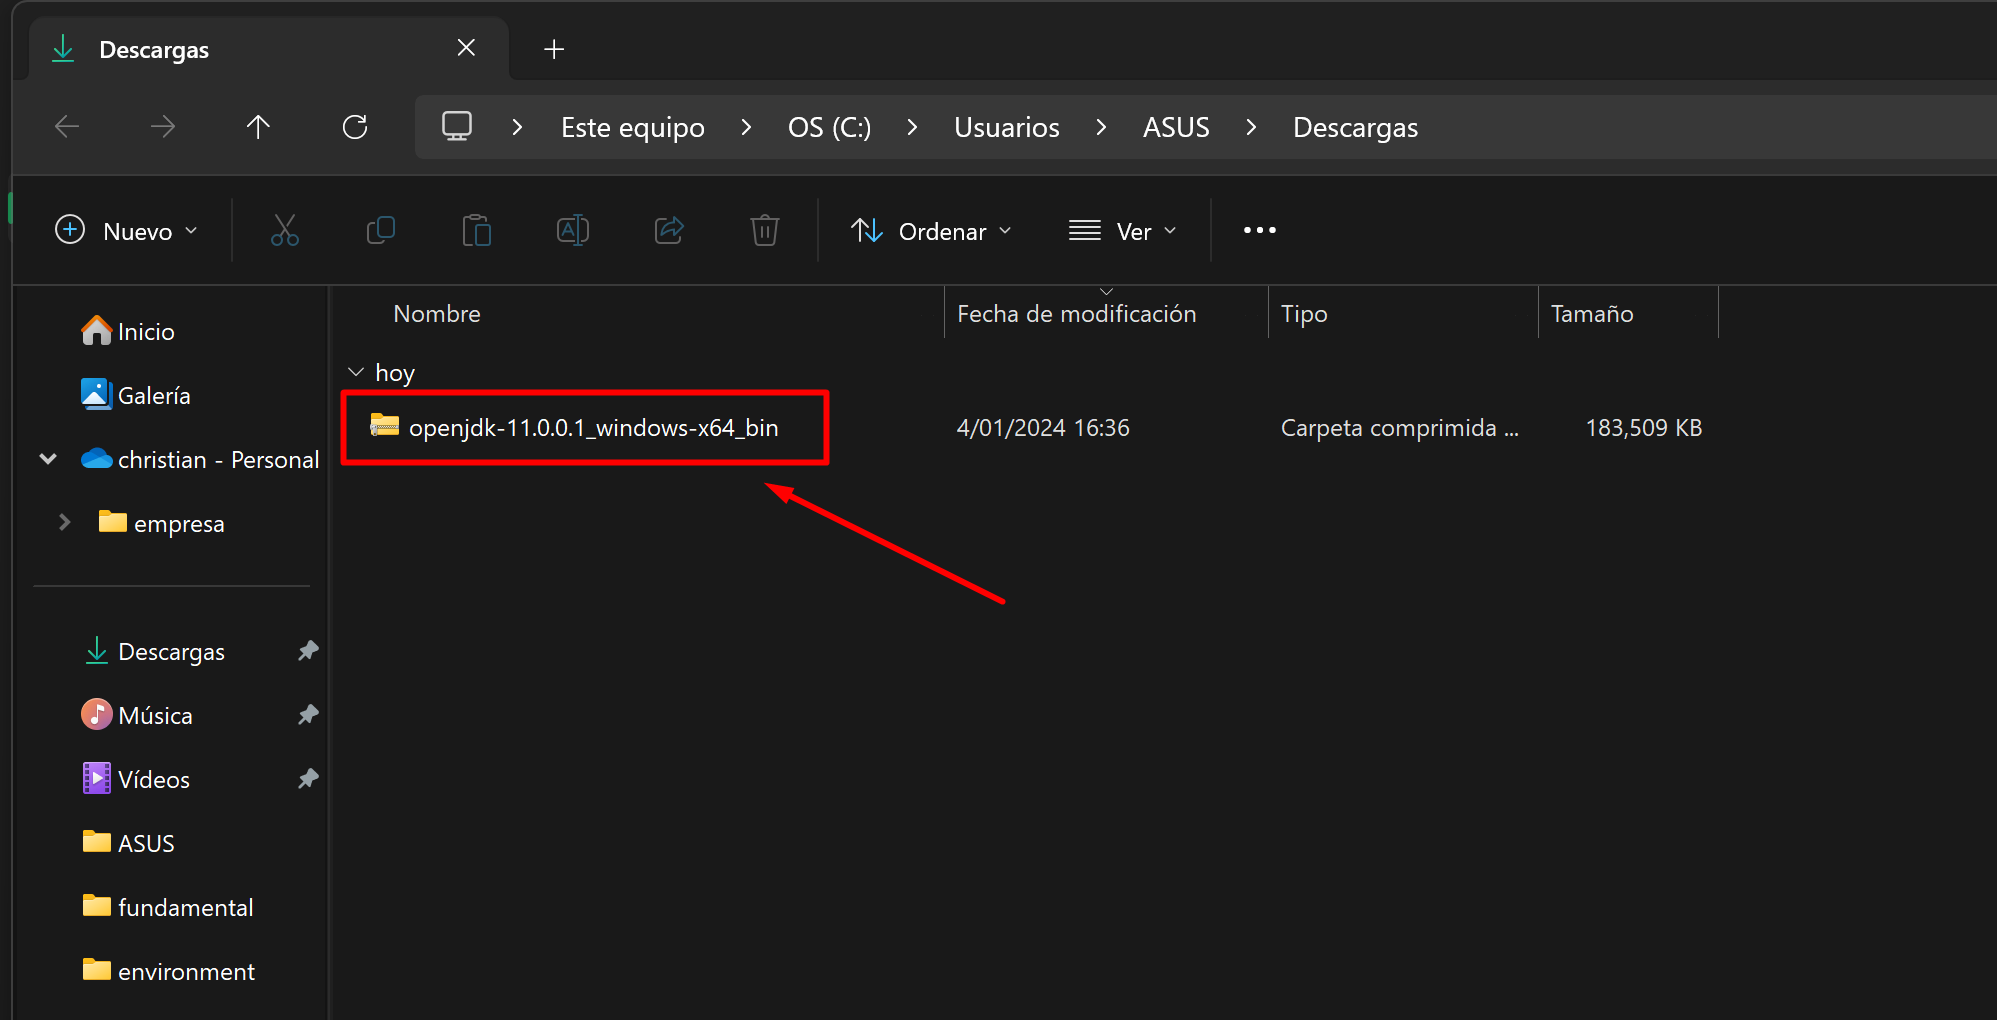 Descargas
Este equipo > OS (C:) > Usuarios > ASUS > Descargas
Nuevo
Ordenar
Ver
Nombre
Fecha de modificación
Tipo
Tamaño
hoy
openjdk-11.0.0.1_windows-x64_bin
4/01/2024 16:36
Carpeta comprimida ...
183,509 KB
Inicio
Galería
christian - Personal
empresa
Descargas
Música
Vídeos
ASUS
fundamental
environment